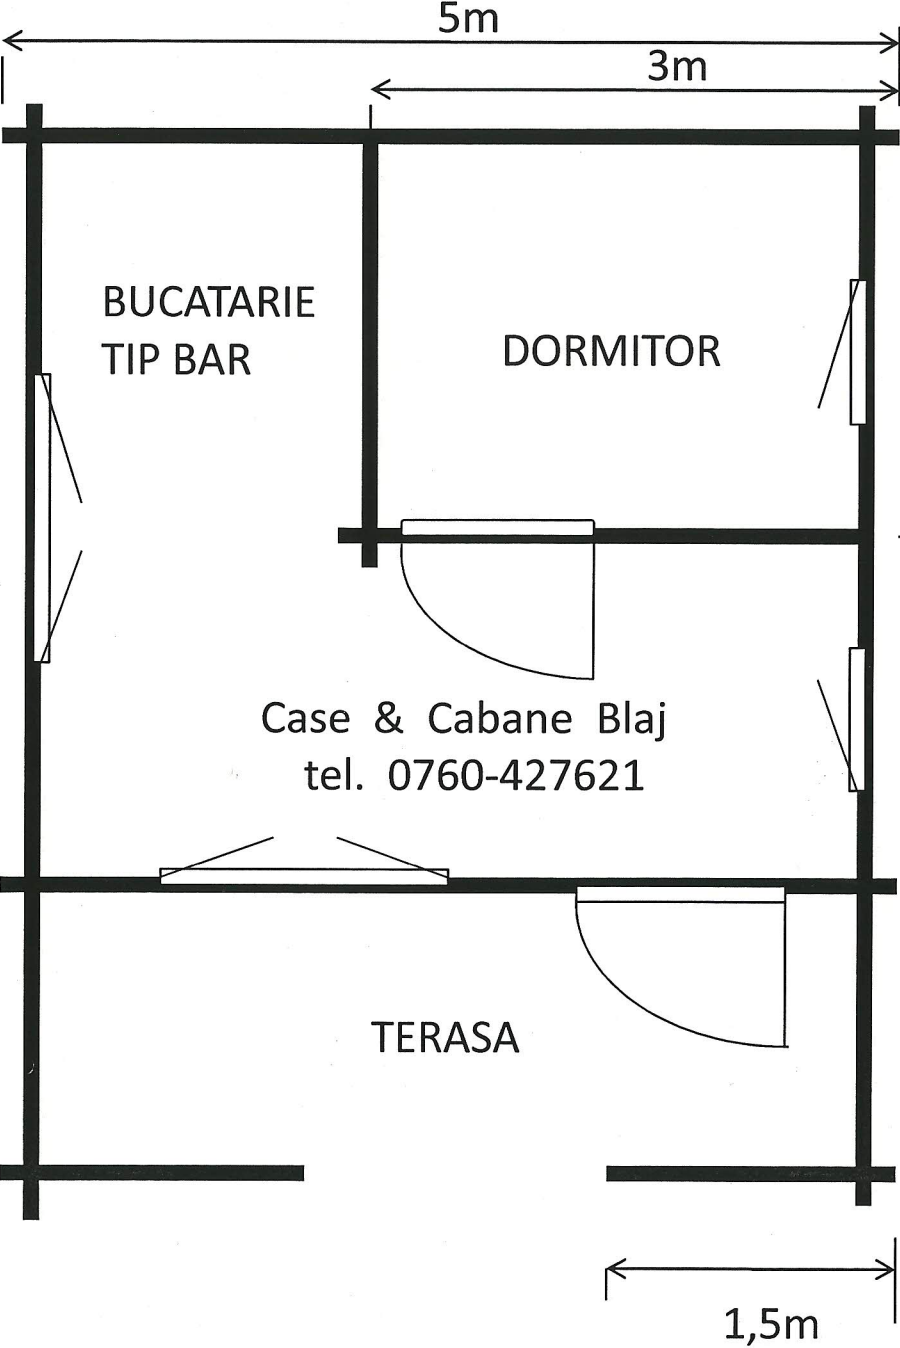 5m
3m
BUCATARIE
TIP BAR
DORMITOR
Case & Cabane Blaj
tel. 0760-427621
TERASA
1,5m